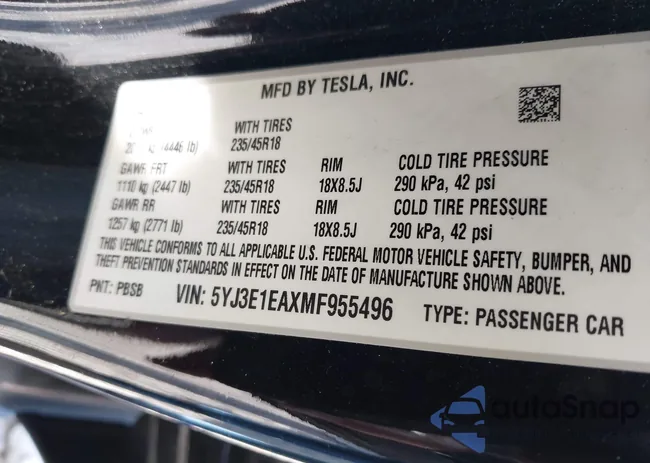 MFD BY TESLA, INC.
kg (4446 lb) WITH TIRES 235/45R18
GAWR FRT WITH TIRES RIM COLD TIRE PRESSURE
1110 kg (2447 lb) 235/45R18 18X8.5J 290 kPa, 42 psi
GAWR RR WITH TIRES RIM COLD TIRE PRESSURE
1257 kg (2771 lb) 235/45R18 18X8.5J 290 kPa, 42 psi
THIS VEHICLE CONFORMS TO ALL APPLICABLE U.S. FEDERAL MOTOR VEHICLE SAFETY, BUMPER, AND
THEFT PREVENTION STANDARDS IN EFFECT ON THE DATE OF MANUFACTURE SHOWN ABOVE.
PNT: PBSB VIN: 5YJ3E1EAXMF955496 TYPE: PASSENGER CAR
autoSnap